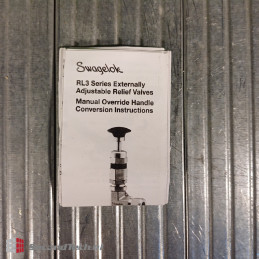 Swagelok
RL3 Series Externally
Adjustable Relief Valves
Manual Override Handle
Conversion Instructions